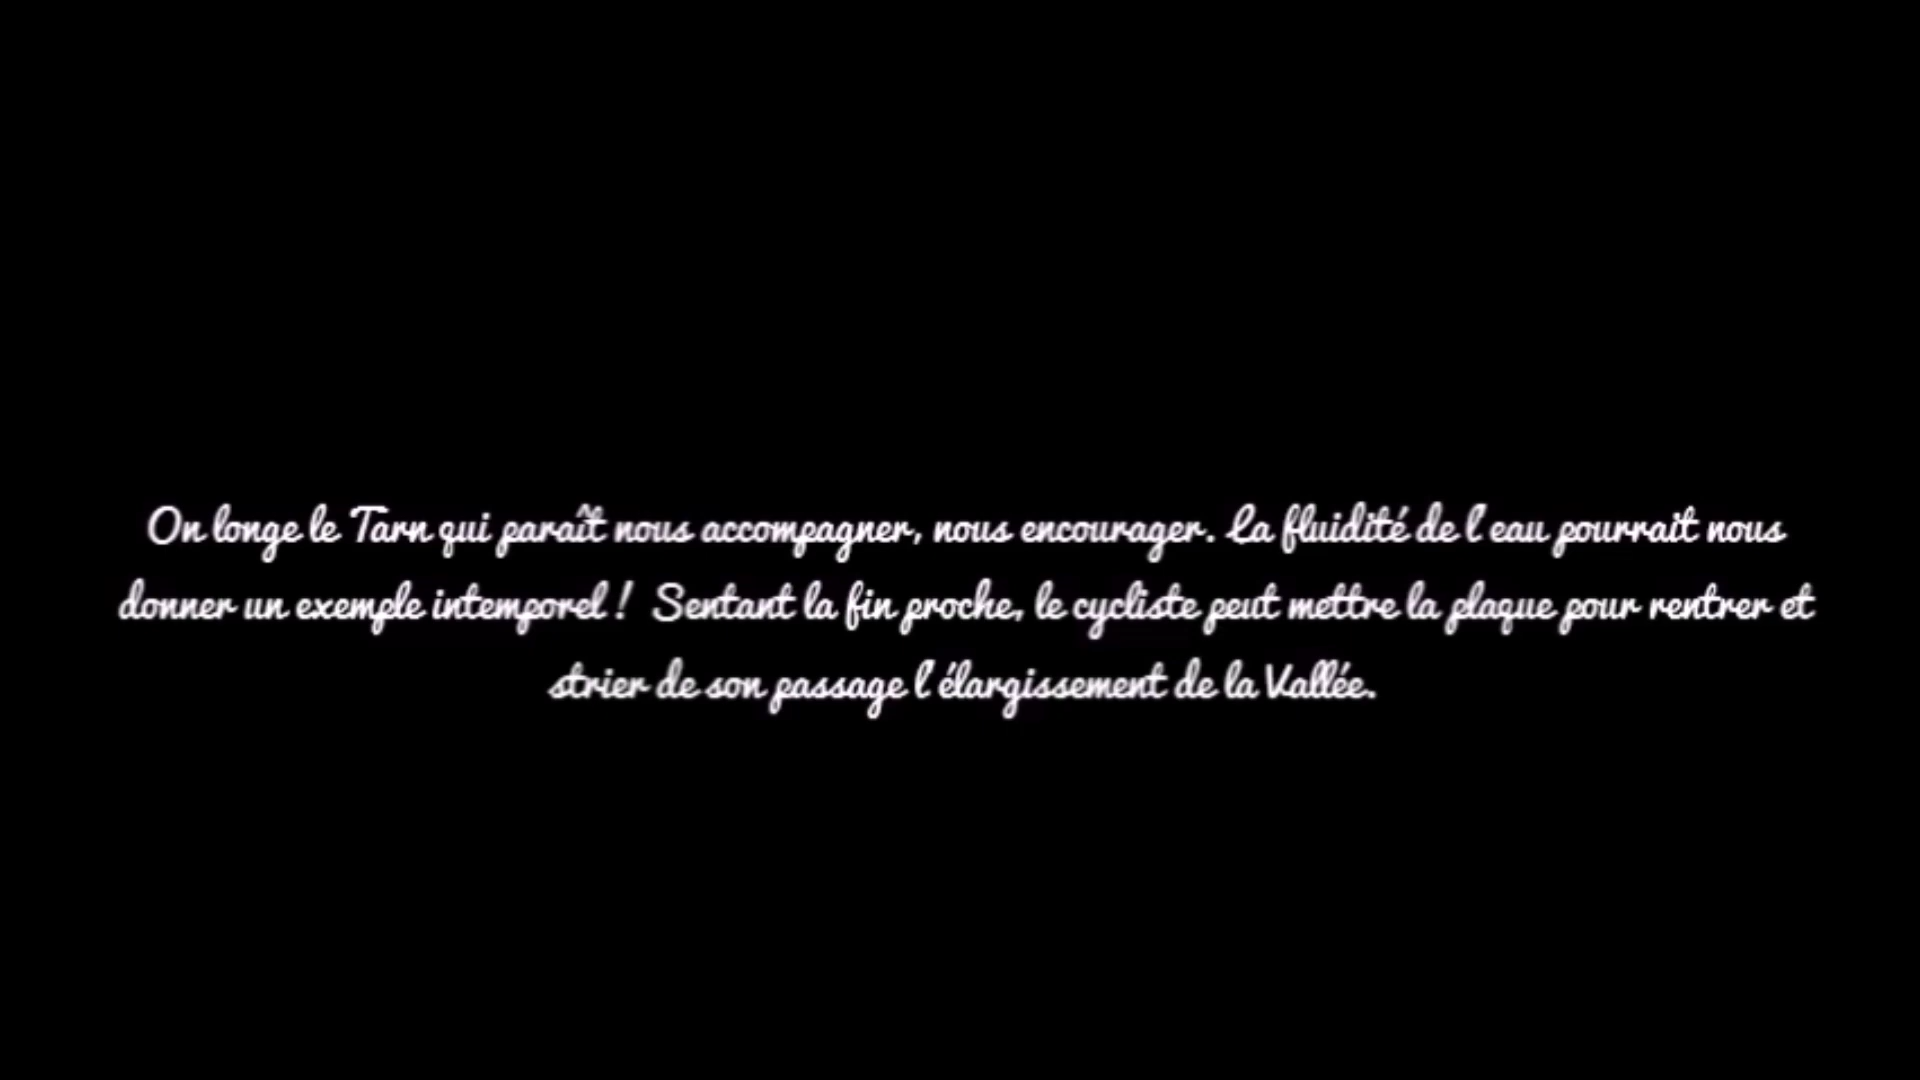 On longe le Tarn qui paraît nous accompagner, nous encourager. La fluidité de l'eau pourrait nous
donner un exemple intemporel ! Sentant la fin proche, le cycliste peut mettre la plaque pour rentrer et
strier de son passage l'élargissement de la Vallée.